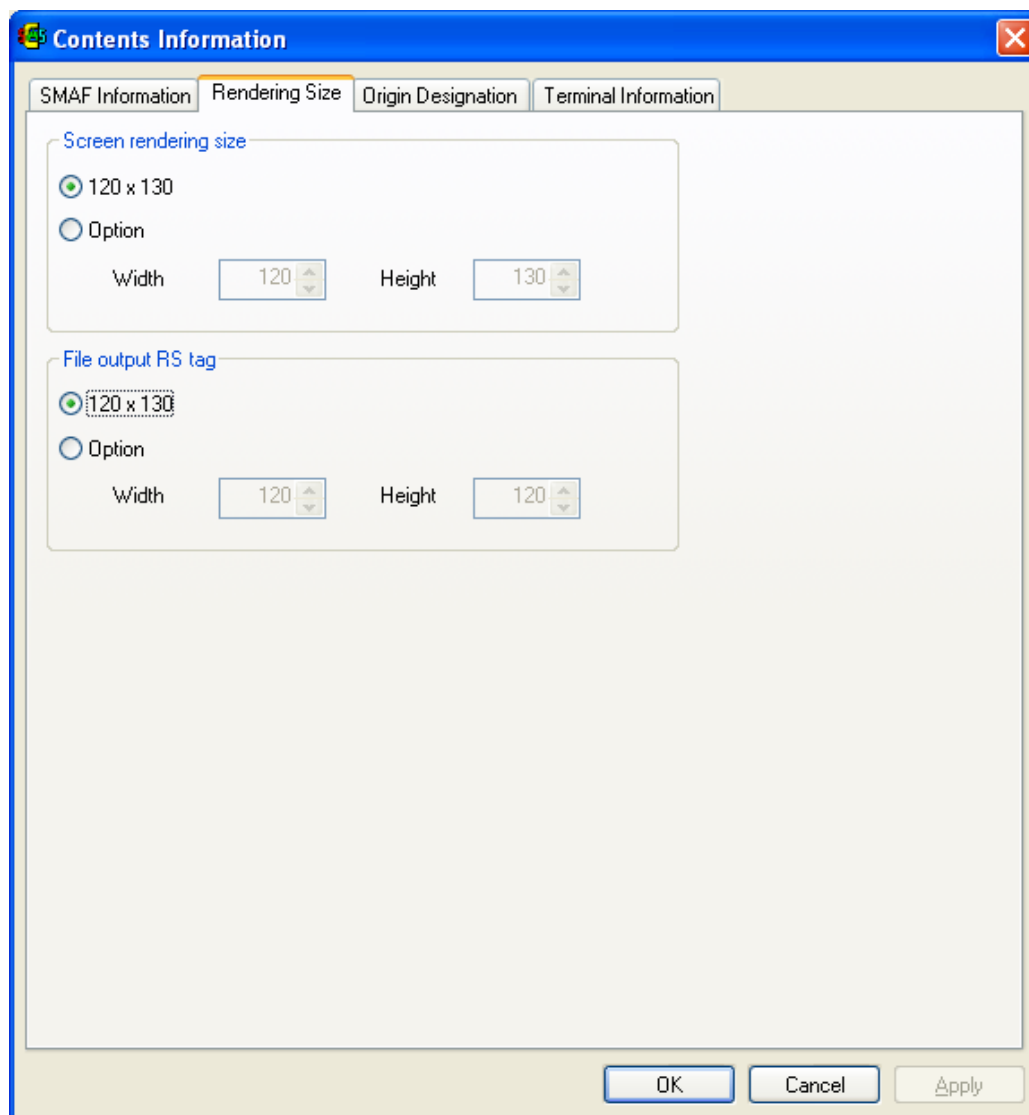 Contents Information
SMAF Information Rendering Size Origin Designation Terminal Information
Screen rendering size
120 x 130
Option
Width 120 Height 130
File output RS tag
120 x 130
Option
Width 120 Height 120
OK Cancel Apply